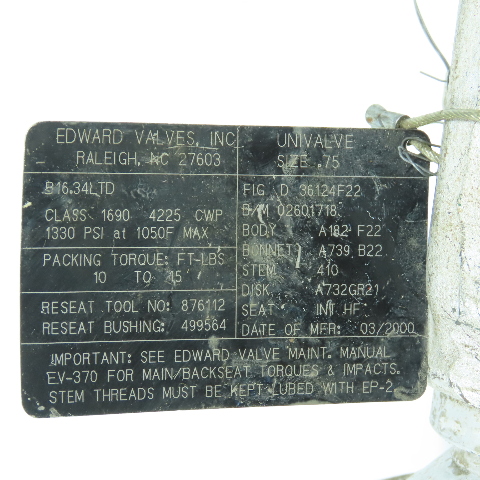 EDWARD VALVES, INC
RALEIGH, NC 27603
UNIVALVE
SIZE .75
B16.34LTD
CLASS 1690 4225 CWP
1330 PSI at 1050F MAX
PACKING TORQUE: FT-LBS
10 TO 15
RESEAT TOOL NO: 876112
RESEAT BUSHING: 499564
FIG D 36124F22
B/M 02601718
BODY A182 F22
BONNET A739 B22
STEM 410
DISK A732GR21
SEAT INT HF
DATE OF MFR: 03/2000
IMPORTANT: SEE EDWARD VALVE MAINT. MANUAL
EV-370 FOR MAIN/BACKSEAT TORQUES & IMPACTS.
STEM THREADS MUST BE KEPT LUBED WITH EP-2